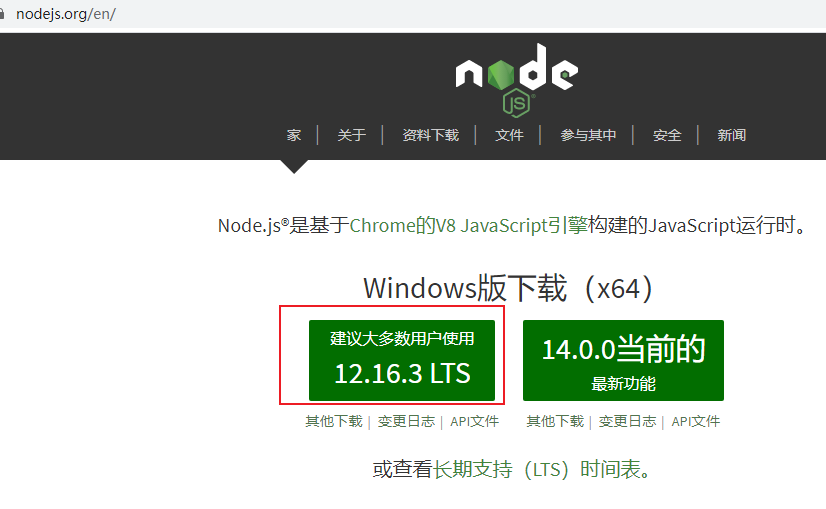 nodejs.org/en/
node
JS
家 | 关于 | 资料下载 | 文件 | 参与其中 | 安全 | 新闻
Node.js®是基于Chrome的V8 JavaScript引擎构建的JavaScript运行时。
Windows版下载（x64）
建议大多数用户使用
12.16.3 LTS
14.0.0当前的
最新功能
其他下载 | 变更日志 | API文件
其他下载 | 变更日志 | API文件
或查看长期支持（LTS）时间表。